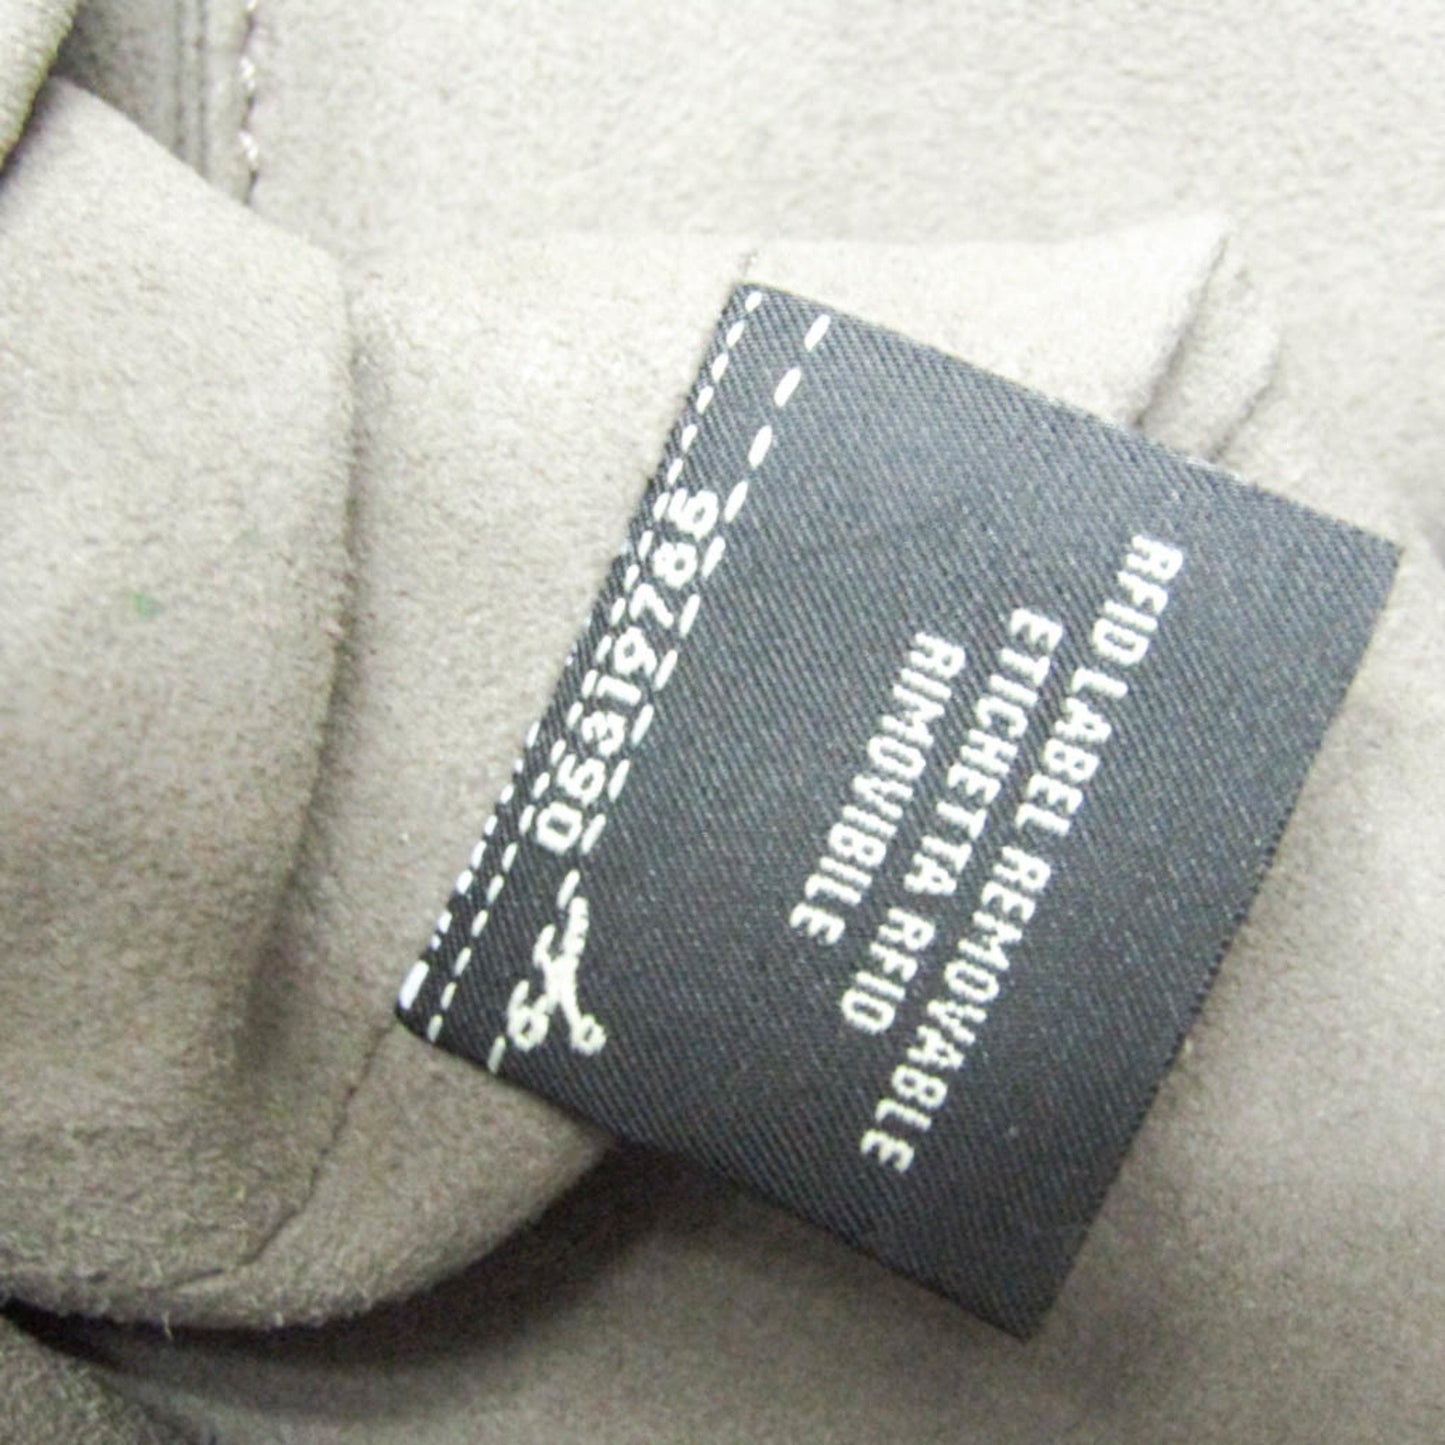 RFID LABEL REMOVABLE
ETICHETTA RFID
RIMOVIBILE
06319786